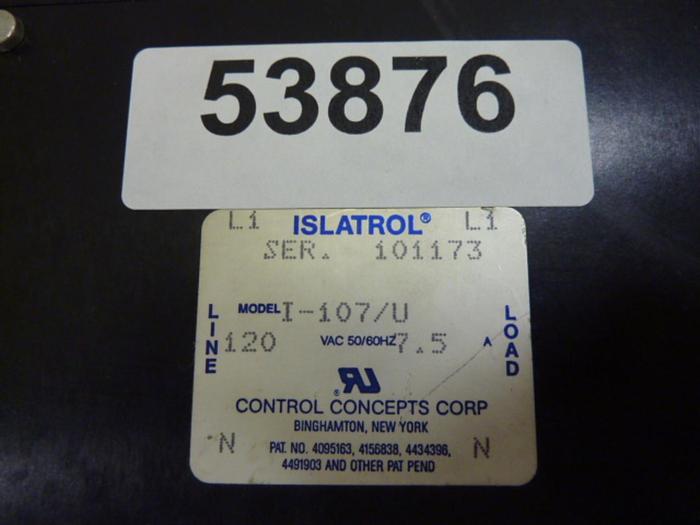 53876
L1 ISLATROL® L1
SER. 101173
MODEL I-107/U
LINE 120 VAC 50/60HZ 7.5 A LOAD
®
CONTROL CONCEPTS CORP
BINGHAMTON, NEW YORK
N PAT. NO. 4095163, 4156838, 4434396, N
4491903 AND OTHER PAT PEND